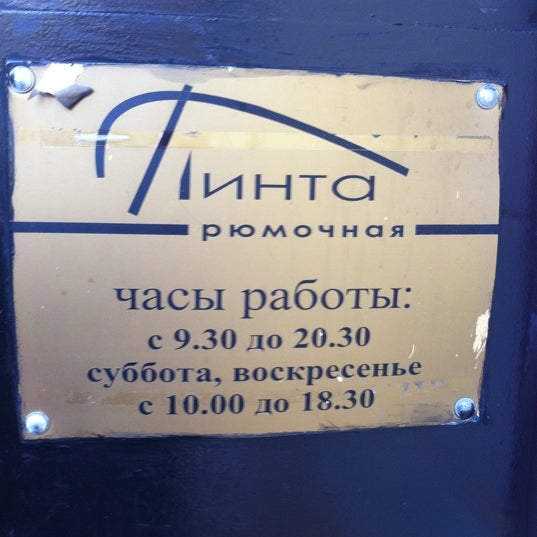 Пинта
рюмочная
часы работы:
с 9.30 до 20.30
суббота, воскресенье
с 10.00 до 18.30